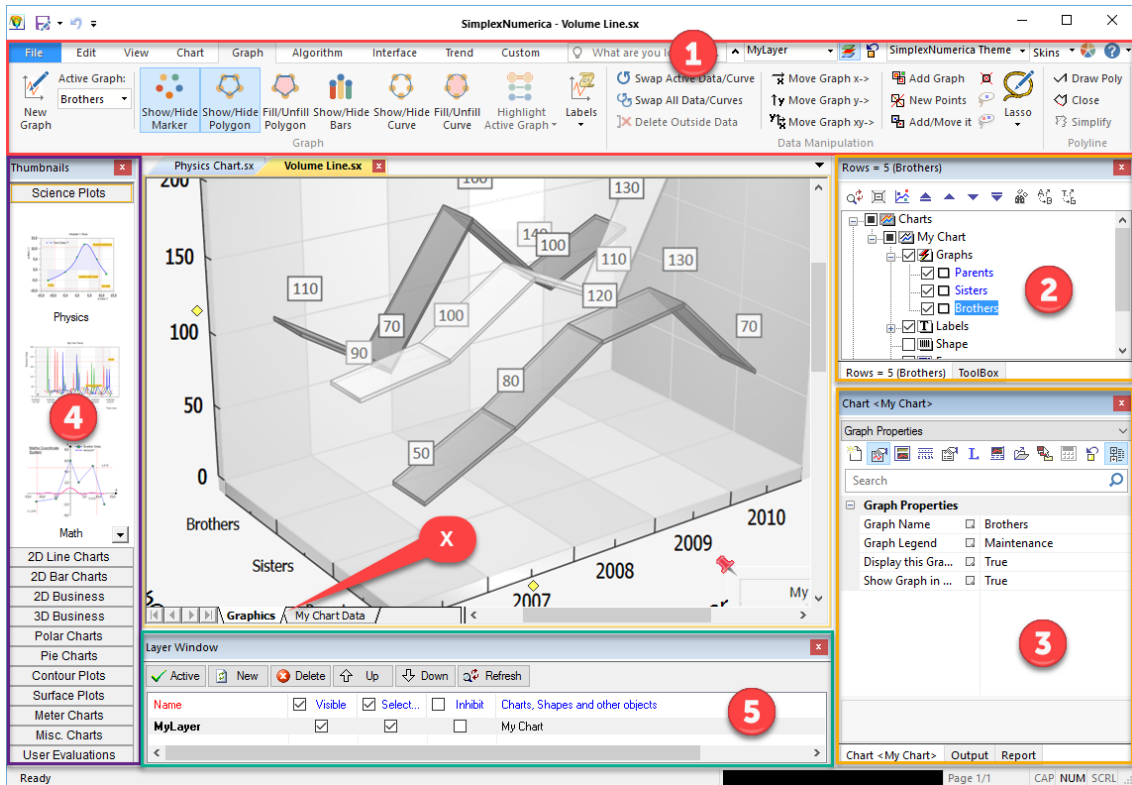 SimplexNumerica - Volume Line.sx
File Edit View Chart Graph Algorithm Interface Trend Custom What are you lo 1 MyLayer SimplexNumerica Theme Skins
New Graph
Active Graph:
Brothers
Show/Hide Marker
Show/Hide Polygon
Fill/Unfill Polygon
Show/Hide Bars
Show/Hide Curve
Fill/Unfill Curve
Highlight Active Graph
Labels
Graph
Swap Active Data/Curve
Swap All Data/Curves
Delete Outside Data
Move Graph x->
Move Graph y->
Move Graph xy->
Add Graph
New Points
Add/Move it
Lasso
Data Manipulation
Draw Poly
Close
Simplify
Polyline
Thumbnails
Science Plots
Physics
4
Math
2D Line Charts
2D Bar Charts
2D Business
3D Business
Polar Charts
Pie Charts
Contour Plots
Surface Plots
Meter Charts
Misc. Charts
User Evaluations
Physics Chart.sx Volume Line.sx
200
150
100
50
0
100
130
140
100
110
130
110
120
100
70
90
70
80
50
Brothers
Sisters
2007
2008
2009
2010
My
X
Graphics My Chart Data
Layer Window
Active New Delete Up Down Refresh
Name Visible Select... Inhibit Charts, Shapes and other objects
MyLayer My Chart
5
Rows = 5 (Brothers)
Charts
My Chart
Graphs
Parents
Sisters
Brothers
Labels
Shape
2
Rows = 5 (Brothers) ToolBox
Chart <My Chart>
Graph Properties
Search
Graph Properties
Graph Name Brothers
Graph Legend Maintenance
Display this Gra... True
Show Graph in ... True
3
Chart <My Chart> Output Report
Ready Page 1/1 CAP NUM SCRL